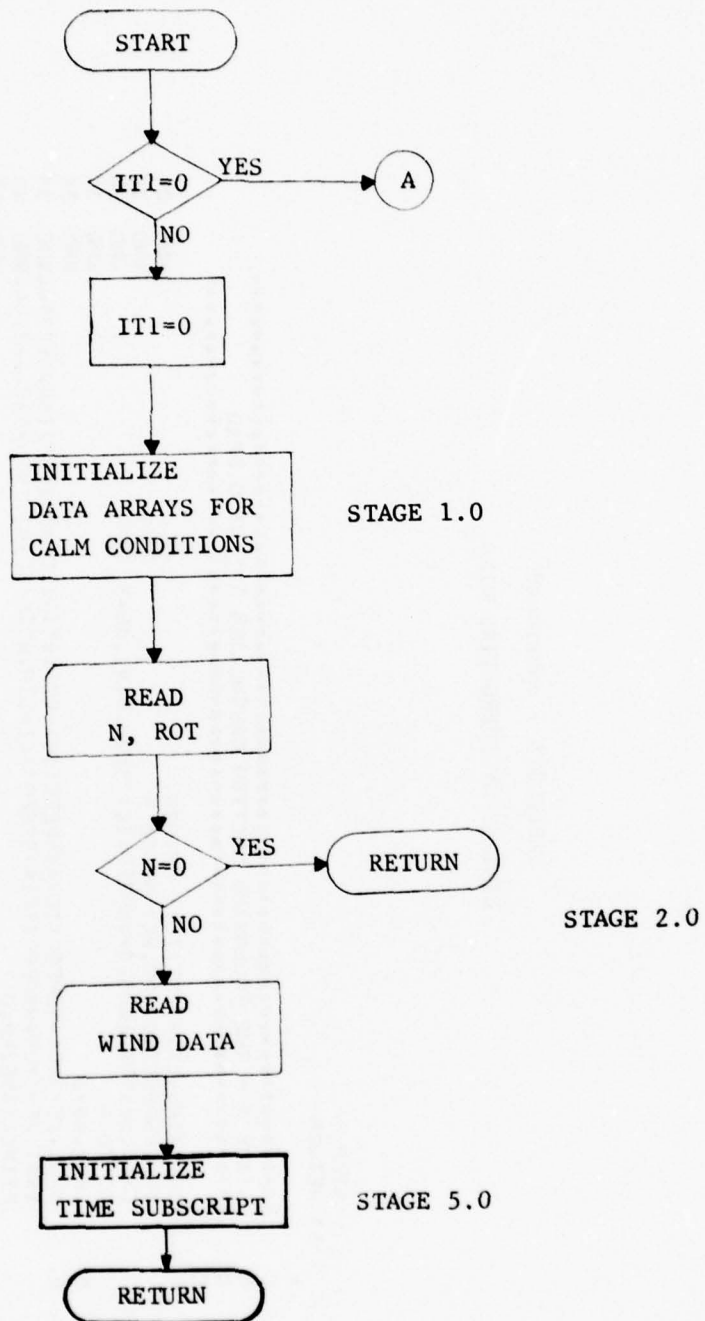 START
IT1=0
YES
A
NO
IT1=0
INITIALIZE
DATA ARRAYS FOR
CALM CONDITIONS
STAGE 1.0
READ
N, ROT
N=0
YES
RETURN
NO
STAGE 2.0
READ
WIND DATA
INITIALIZE
TIME SUBSCRIPT
STAGE 5.0
RETURN